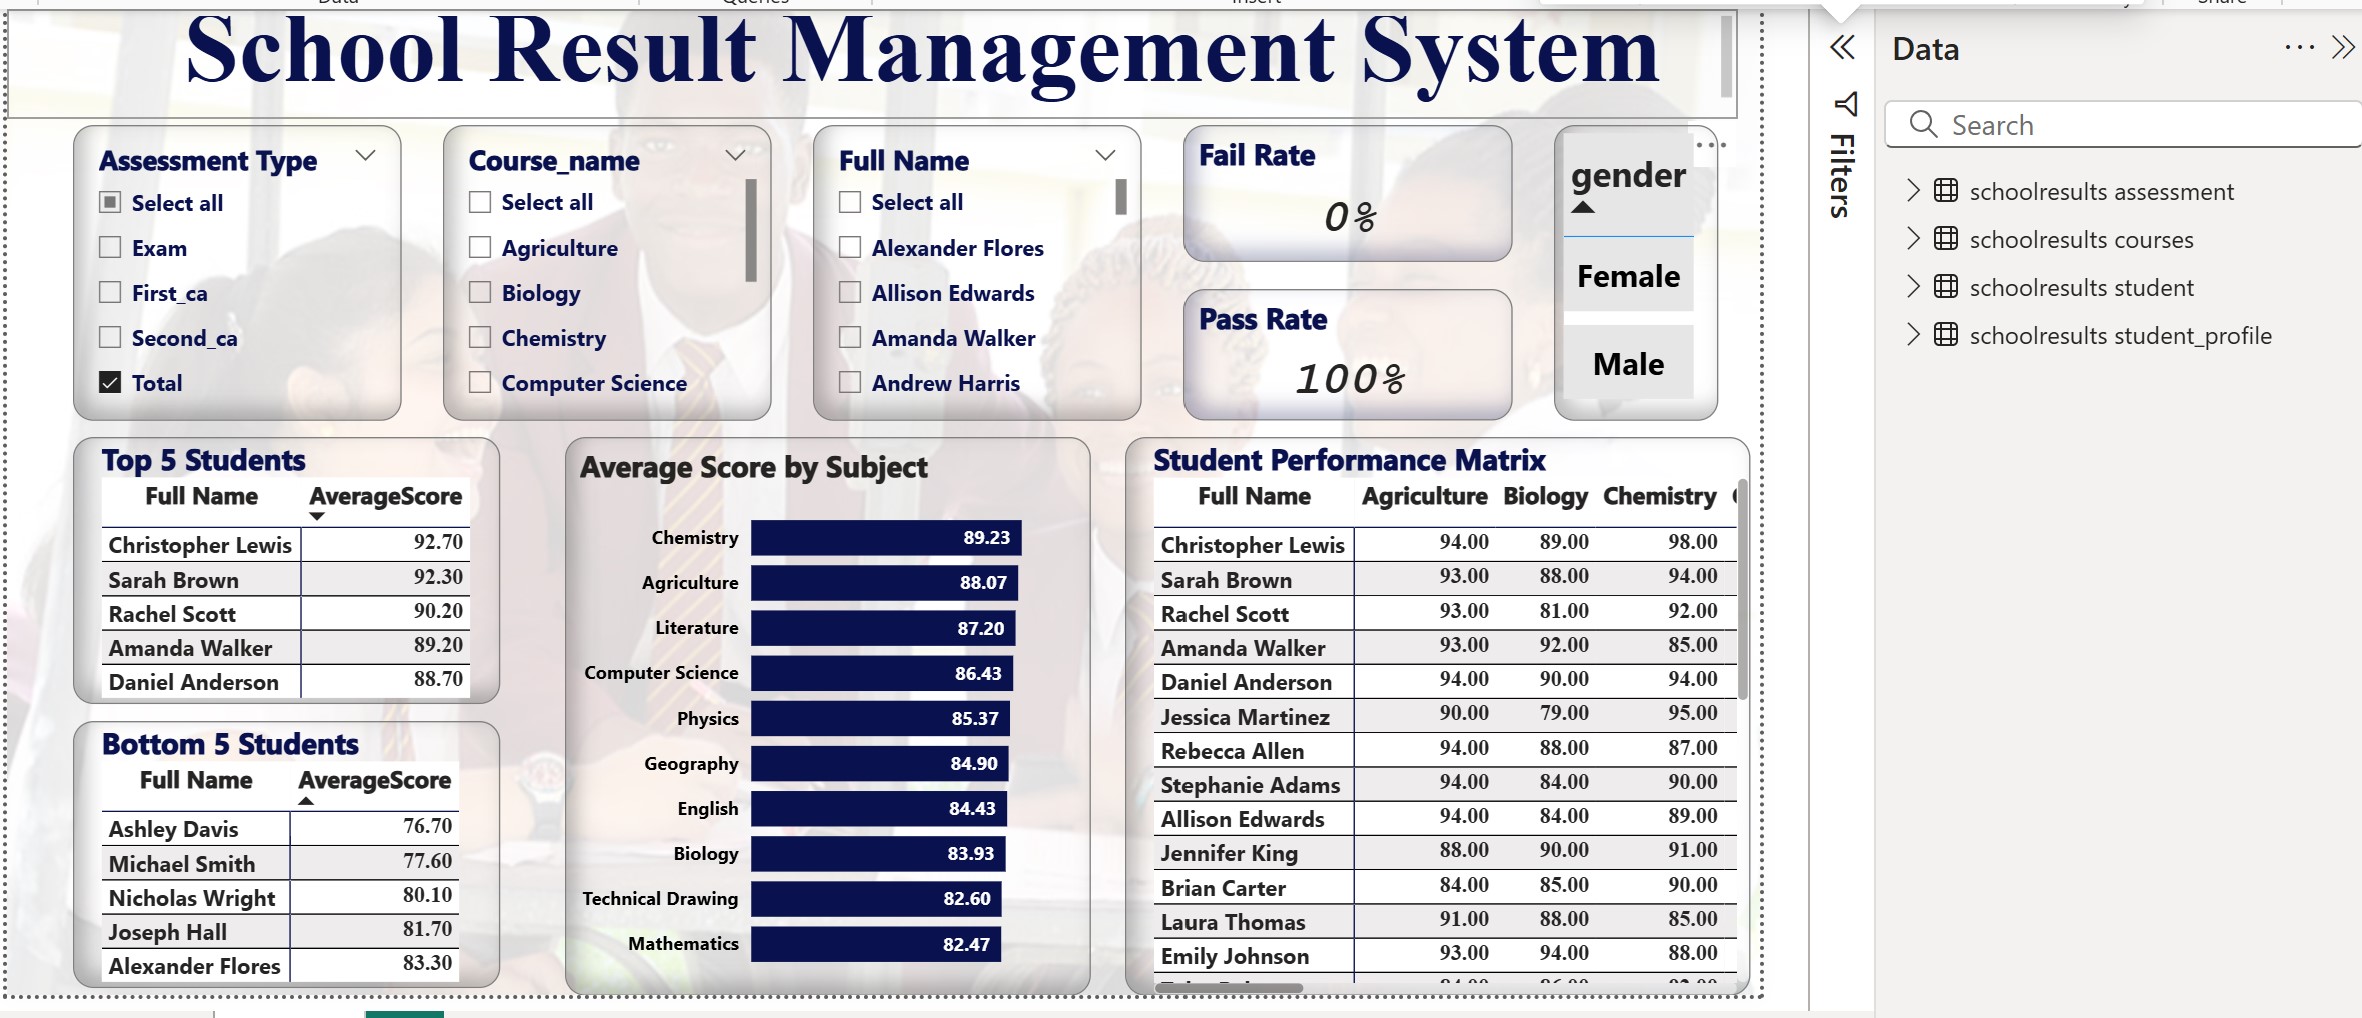 Data
Queries
Insert
Share
School Result Management System
Assessment Type
Select all
Exam
First_ca
Second_ca
Total
Course_name
Select all
Agriculture
Biology
Chemistry
Computer Science
Full Name
Select all
Alexander Flores
Allison Edwards
Amanda Walker
Andrew Harris
Fail Rate
0%
Pass Rate
100%
gender
Female
Male
Top 5 Students
Full Name AverageScore
Christopher Lewis 92.70
Sarah Brown 92.30
Rachel Scott 90.20
Amanda Walker 89.20
Daniel Anderson 88.70
Bottom 5 Students
Full Name AverageScore
Ashley Davis 76.70
Michael Smith 77.60
Nicholas Wright 80.10
Joseph Hall 81.70
Alexander Flores 83.30
Average Score by Subject
Chemistry 89.23
Agriculture 88.07
Literature 87.20
Computer Science 86.43
Physics 85.37
Geography 84.90
English 84.43
Biology 83.93
Technical Drawing 82.60
Mathematics 82.47
Student Performance Matrix
Full Name Agriculture Biology Chemistry
Christopher Lewis 94.00 89.00 98.00
Sarah Brown 93.00 88.00 94.00
Rachel Scott 93.00 81.00 92.00
Amanda Walker 93.00 92.00 85.00
Daniel Anderson 94.00 90.00 94.00
Jessica Martinez 90.00 79.00 95.00
Rebecca Allen 94.00 88.00 87.00
Stephanie Adams 94.00 84.00 90.00
Allison Edwards 94.00 84.00 89.00
Jennifer King 88.00 90.00 91.00
Brian Carter 84.00 85.00 90.00
Laura Thomas 91.00 88.00 85.00
Emily Johnson 93.00 94.00 88.00
Filters
Data
Search
schoolresults assessment
schoolresults courses
schoolresults student
schoolresults student_profile